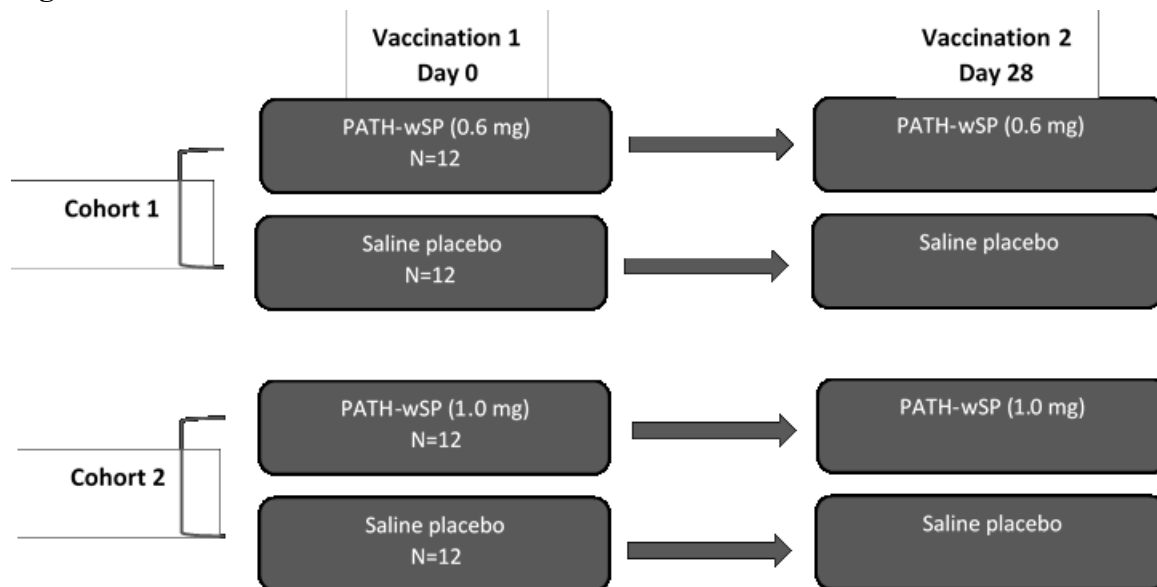 Vaccination 1
Day 0
Vaccination 2
Day 28
Cohort 1
PATH-wSP (0.6 mg)
N=12
PATH-wSP (0.6 mg)
Saline placebo
N=12
Saline placebo
Cohort 2
PATH-wSP (1.0 mg)
N=12
PATH-wSP (1.0 mg)
Saline placebo
N=12
Saline placebo